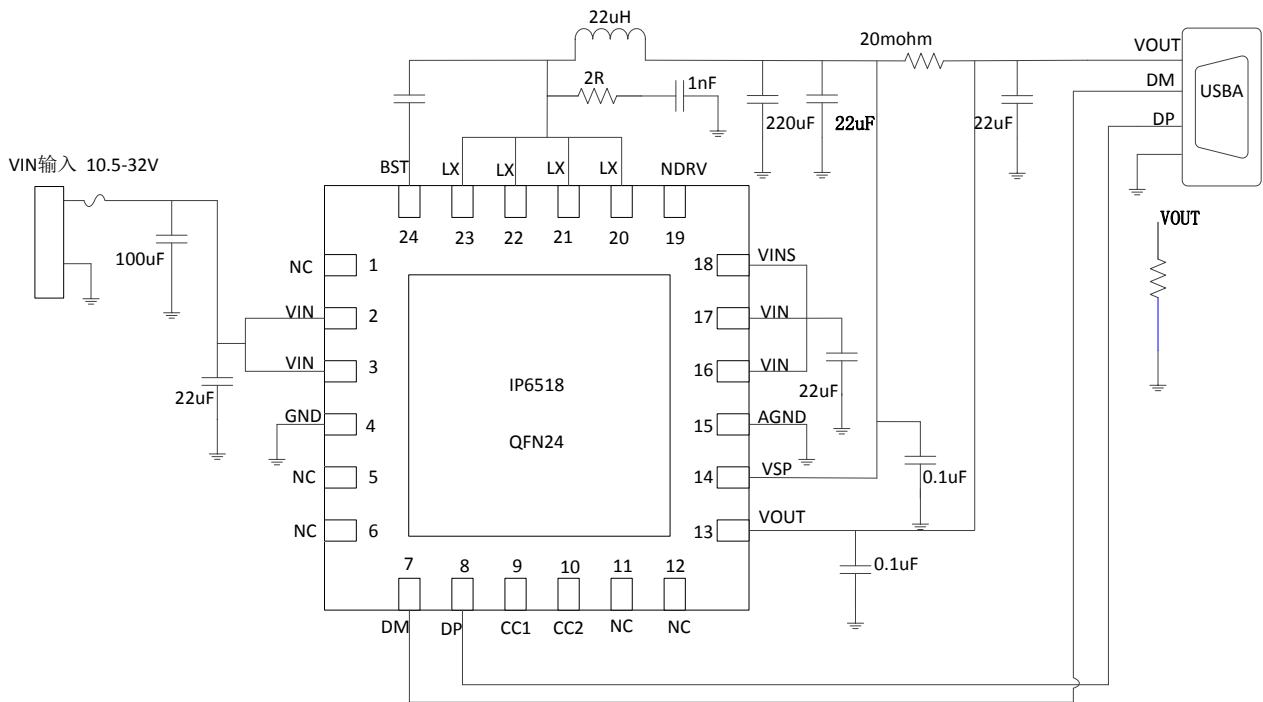 22uH
20mohm
VOUT
DM
USBA
DP
2R
1nF
220uF
22uF
22uF
VIN输入 10.5-32V
BST
LX
LX
LX
LX
NDRV
VOUT
24
23
22
21
20
19
100uF
NC
1
18
VINS
VIN
2
17
VIN
VIN
3
16
VIN
22uF
22uF
IP6518
GND
4
15
AGND
QFN24
NC
5
14
VSP
0.1uF
NC
6
13
VOUT
0.1uF
7
8
9
10
11
12
DM
DP
CC1
CC2
NC
NC